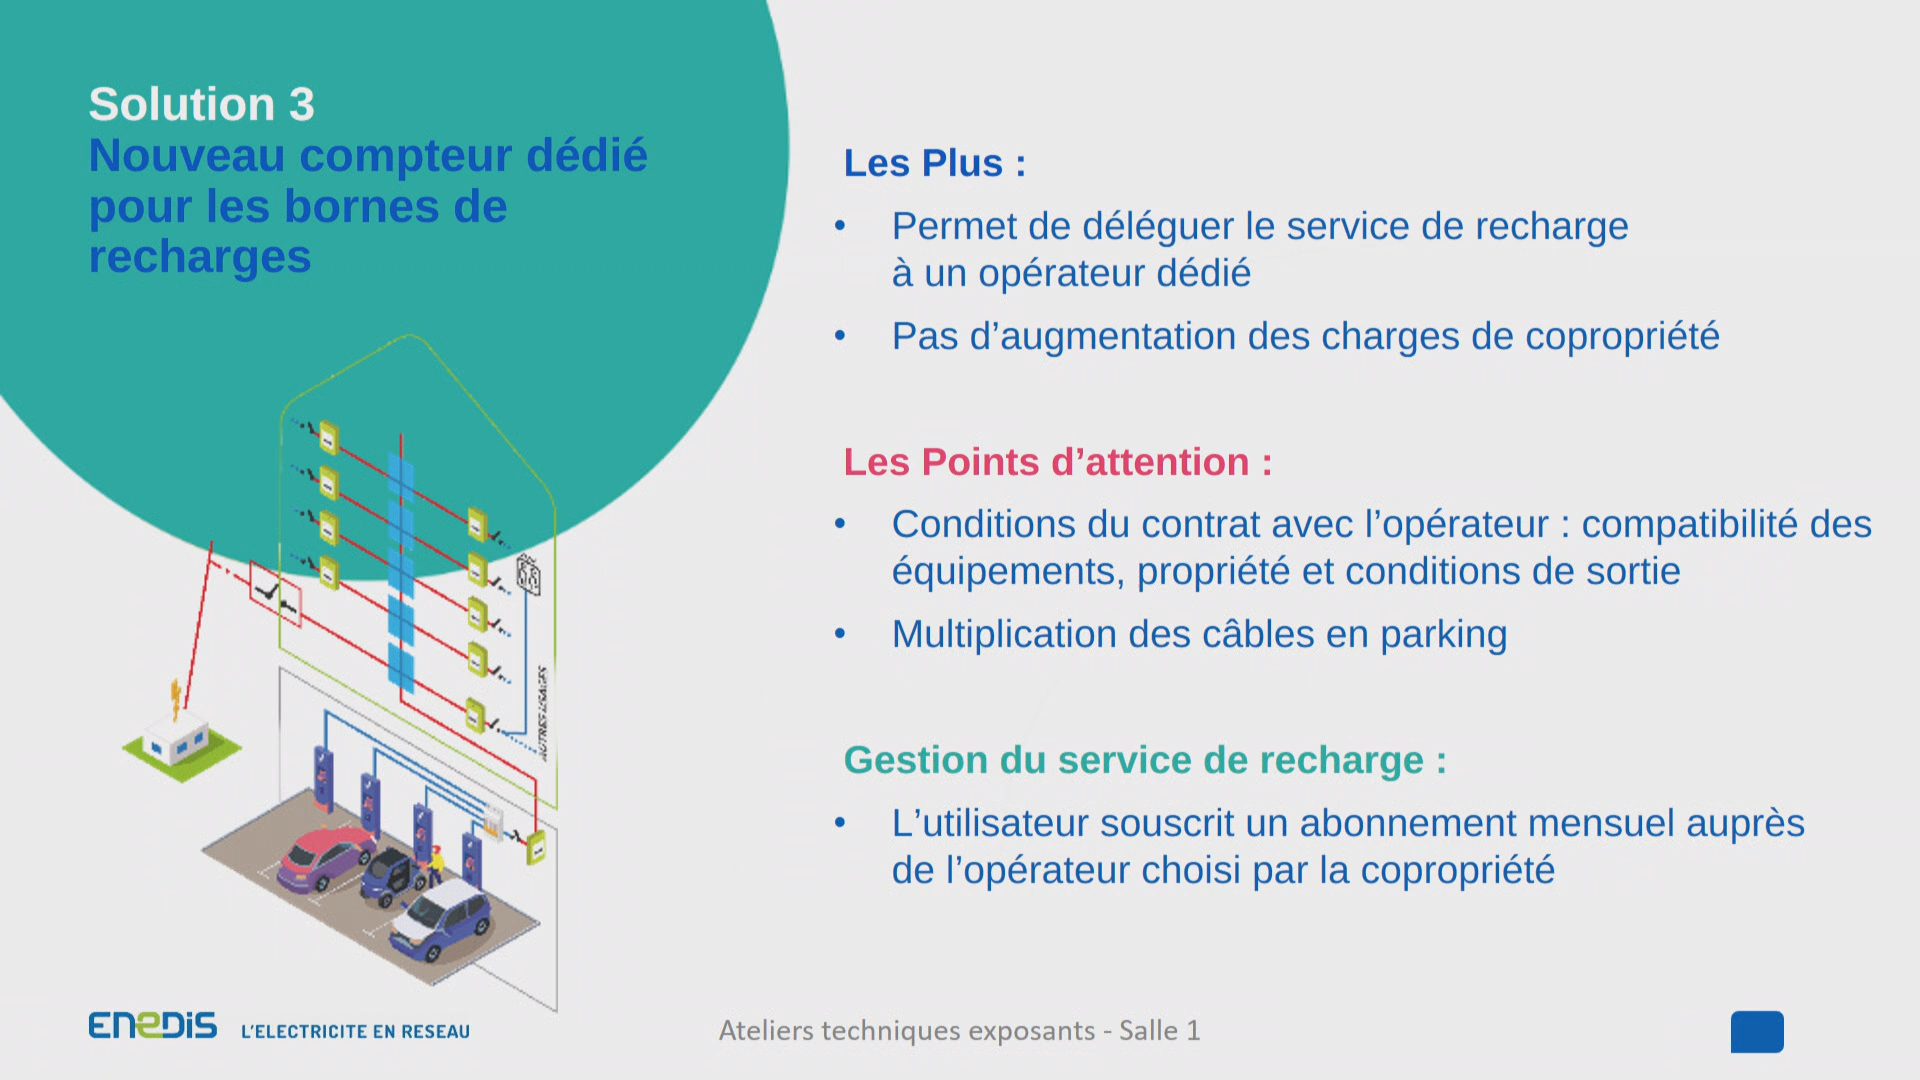 Solution 3
Nouveau compteur dédié
pour les bornes de
recharges
Les Plus :
• Permet de déléguer le service de recharge
à un opérateur dédié
• Pas d’augmentation des charges de copropriété
Les Points d’attention :
• Conditions du contrat avec l’opérateur : compatibilité des
équipements, propriété et conditions de sortie
• Multiplication des câbles en parking
Gestion du service de recharge :
• L’utilisateur souscrit un abonnement mensuel auprès
de l’opérateur choisi par la copropriété
AUTRES USAGES
ENEDIS
L’ELECTRICITE EN RESEAU
Ateliers techniques exposants - Salle 1